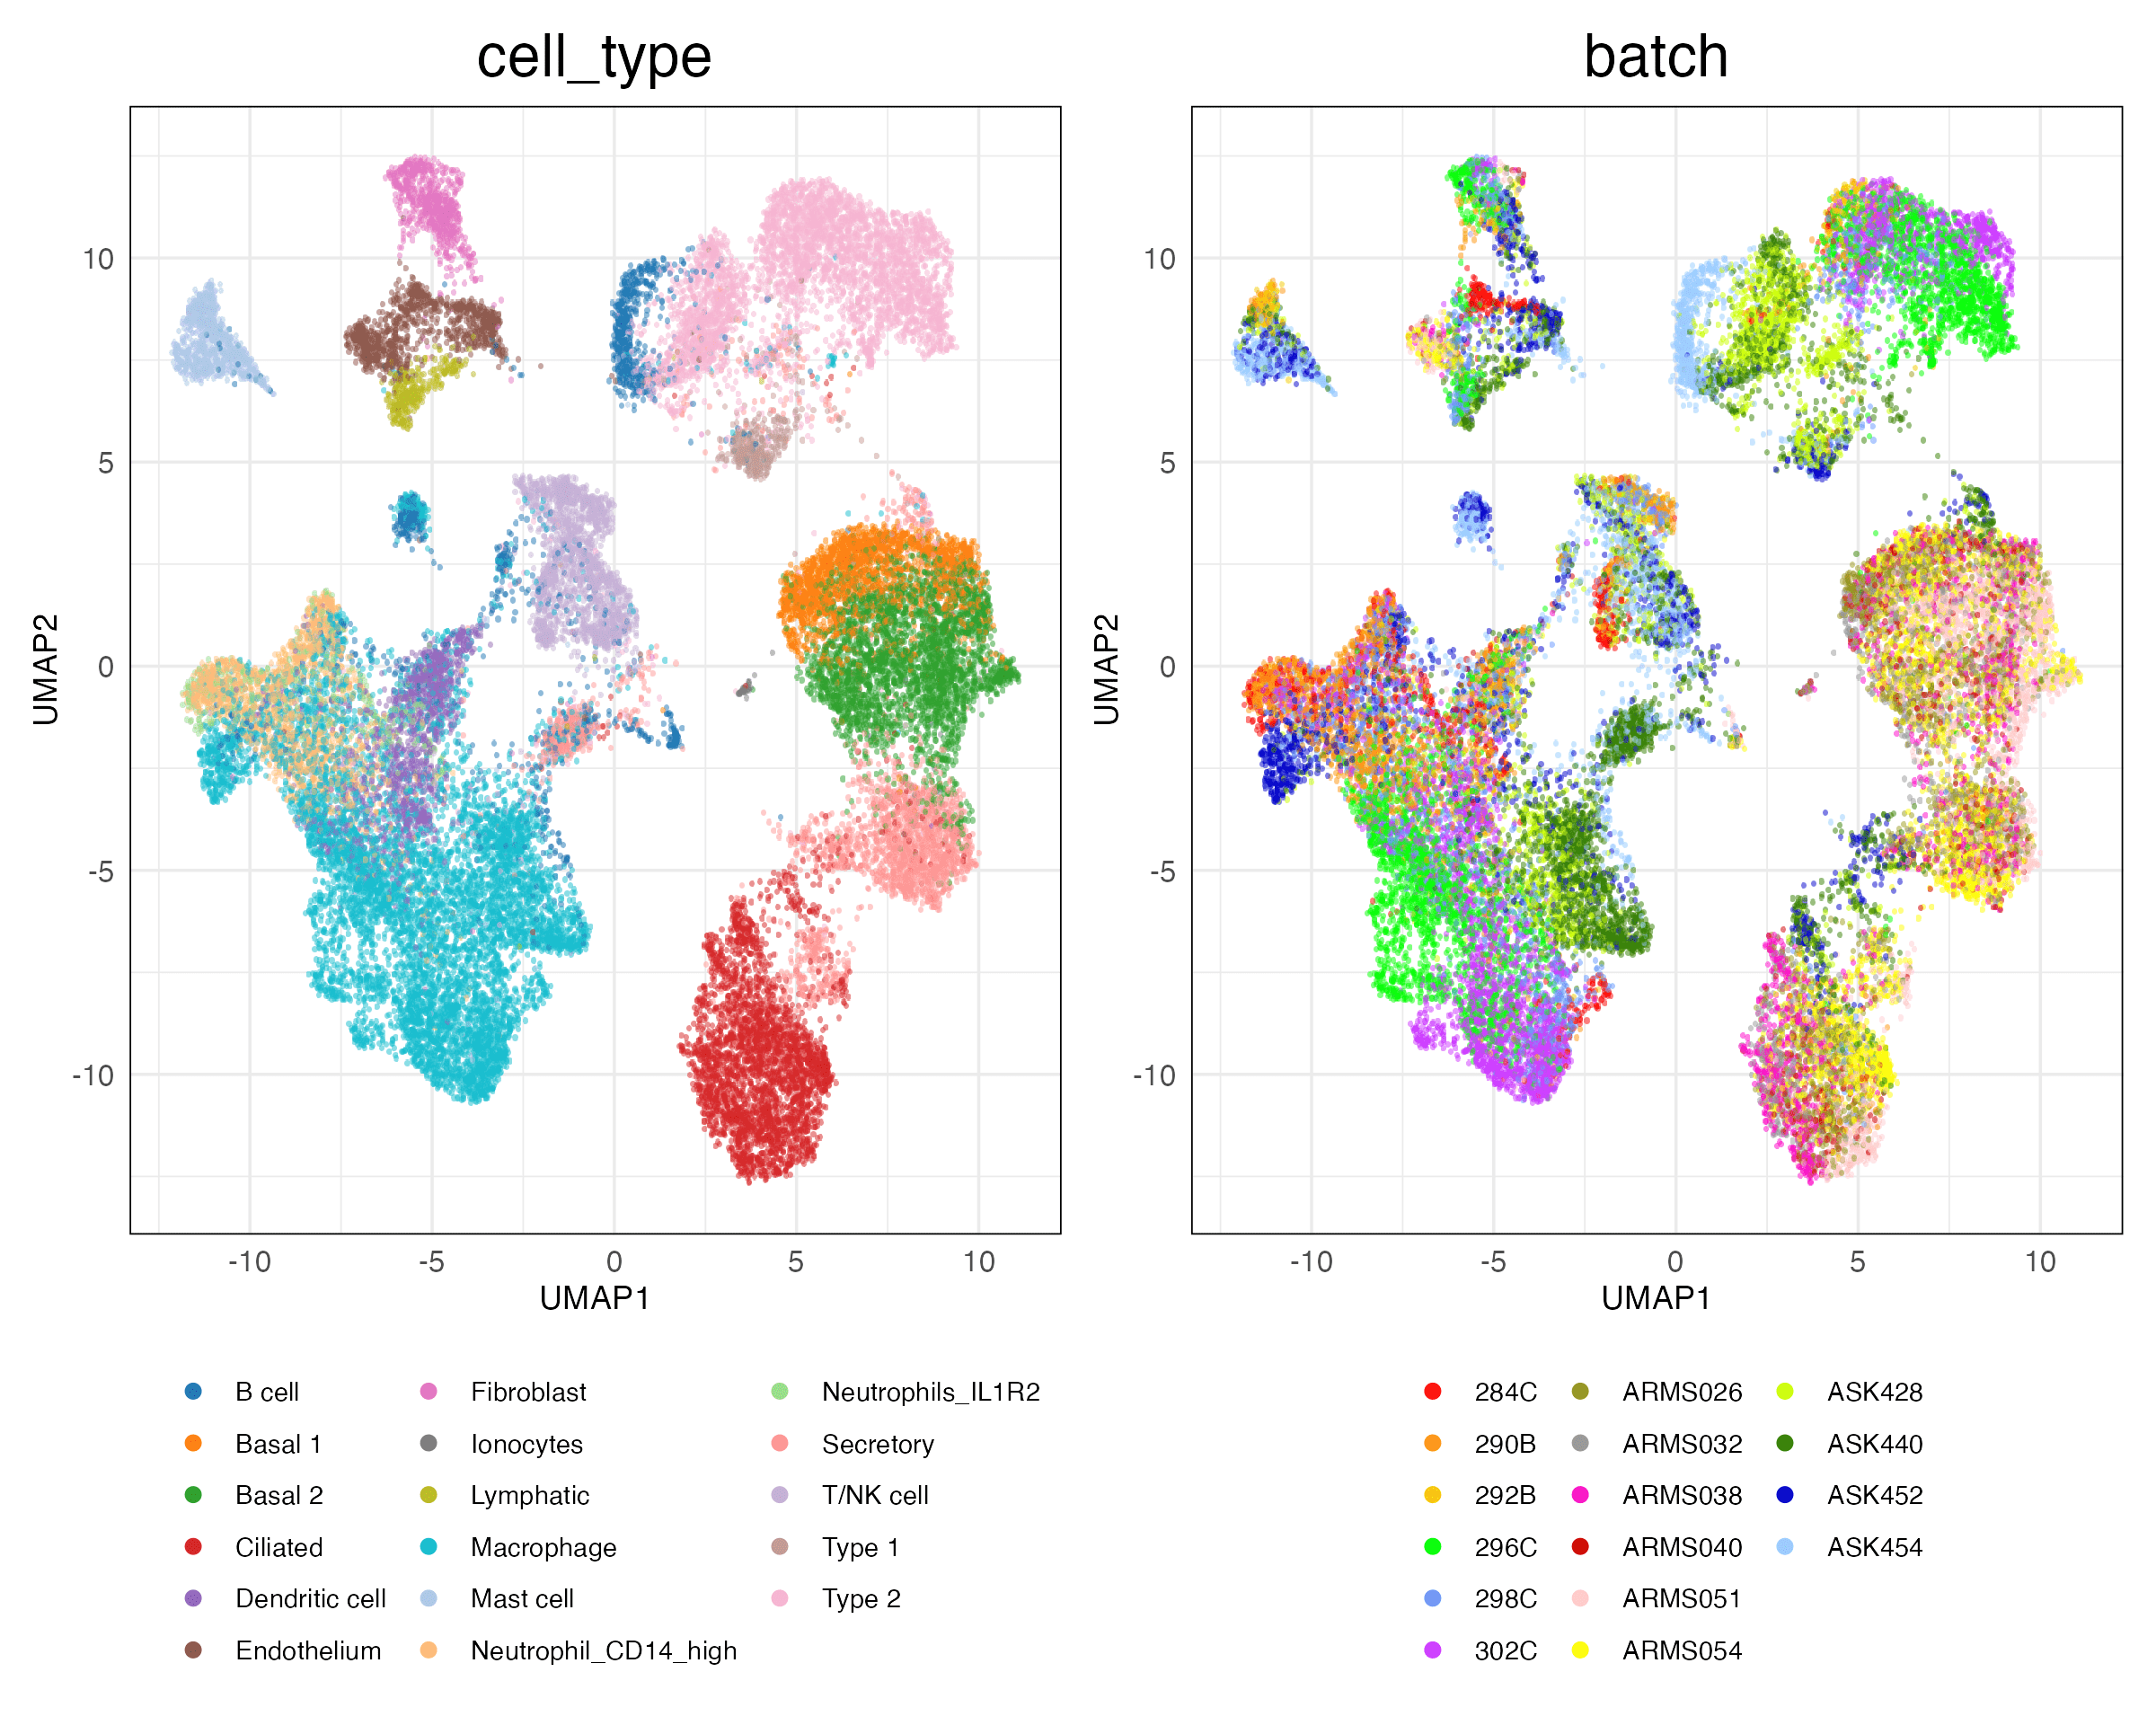 cell_type
batch
UMAP2
10
5
0
-5
-10
-10
-5
0
5
10
UMAP1
UMAP2
10
5
0
-5
-10
-10
-5
0
5
10
UMAP1
B cell
Basal 1
Basal 2
Ciliated
Dendritic cell
Endothelium
Fibroblast
Ionocytes
Lymphatic
Macrophage
Mast cell
Neutrophil_CD14_high
Neutrophils_IL1R2
Secretory
T/NK cell
Type 1
Type 2
284C
290B
292B
296C
298C
302C
ARMS026
ARMS032
ARMS038
ARMS040
ARMS051
ARMS054
ASK428
ASK440
ASK452
ASK454